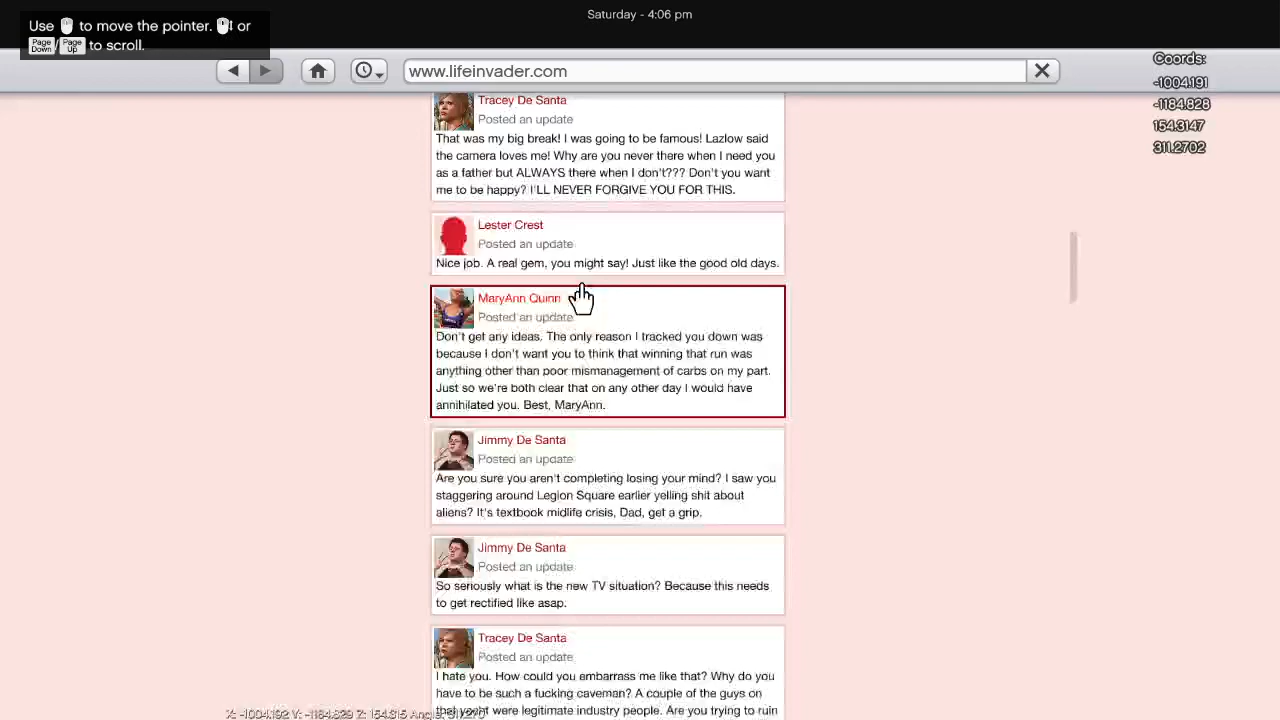 Saturday - 4:06 pm
Use to move the pointer. or
Page Down / Page Up to scroll.
www.lifeinvader.com
Coords:
-1004.191
-1184.828
154.3147
311.2702
Tracey De Santa
Posted an update
That was my big break! I was going to be famous! Lazlow said
the camera loves me! Why are you never there when I need you
as a father but ALWAYS there when I don't??? Don't you want
me to be happy? I'LL NEVER FORGIVE YOU FOR THIS.
Lester Crest
Posted an update
Nice job. A real gem, you might say! Just like the good old days.
MaryAnn Quinn
Posted an update
Don't get any ideas. The only reason I tracked you down was
because I don't want you to think that winning that run was
anything other than poor mismanagement of carbs on my part.
Just so we're both clear that on any other day I would have
annihilated you. Best, MaryAnn.
Jimmy De Santa
Posted an update
Are you sure you aren't completing losing your mind? I saw you
staggering around Legion Square earlier yelling shit about
aliens? It's textbook midlife crisis, Dad, get a grip.
Jimmy De Santa
Posted an update
So seriously what is the new TV situation? Because this needs
to get rectified like asap.
Tracey De Santa
Posted an update
I hate you. How could you embarrass me like that? Why do you
have to be such a fucking caveman? A couple of the guys on
that yacht were legitimate industry people. Are you trying to ruin
X: -1004.192 Y: -1184.829 Z: 154.315 Angle: 311.270